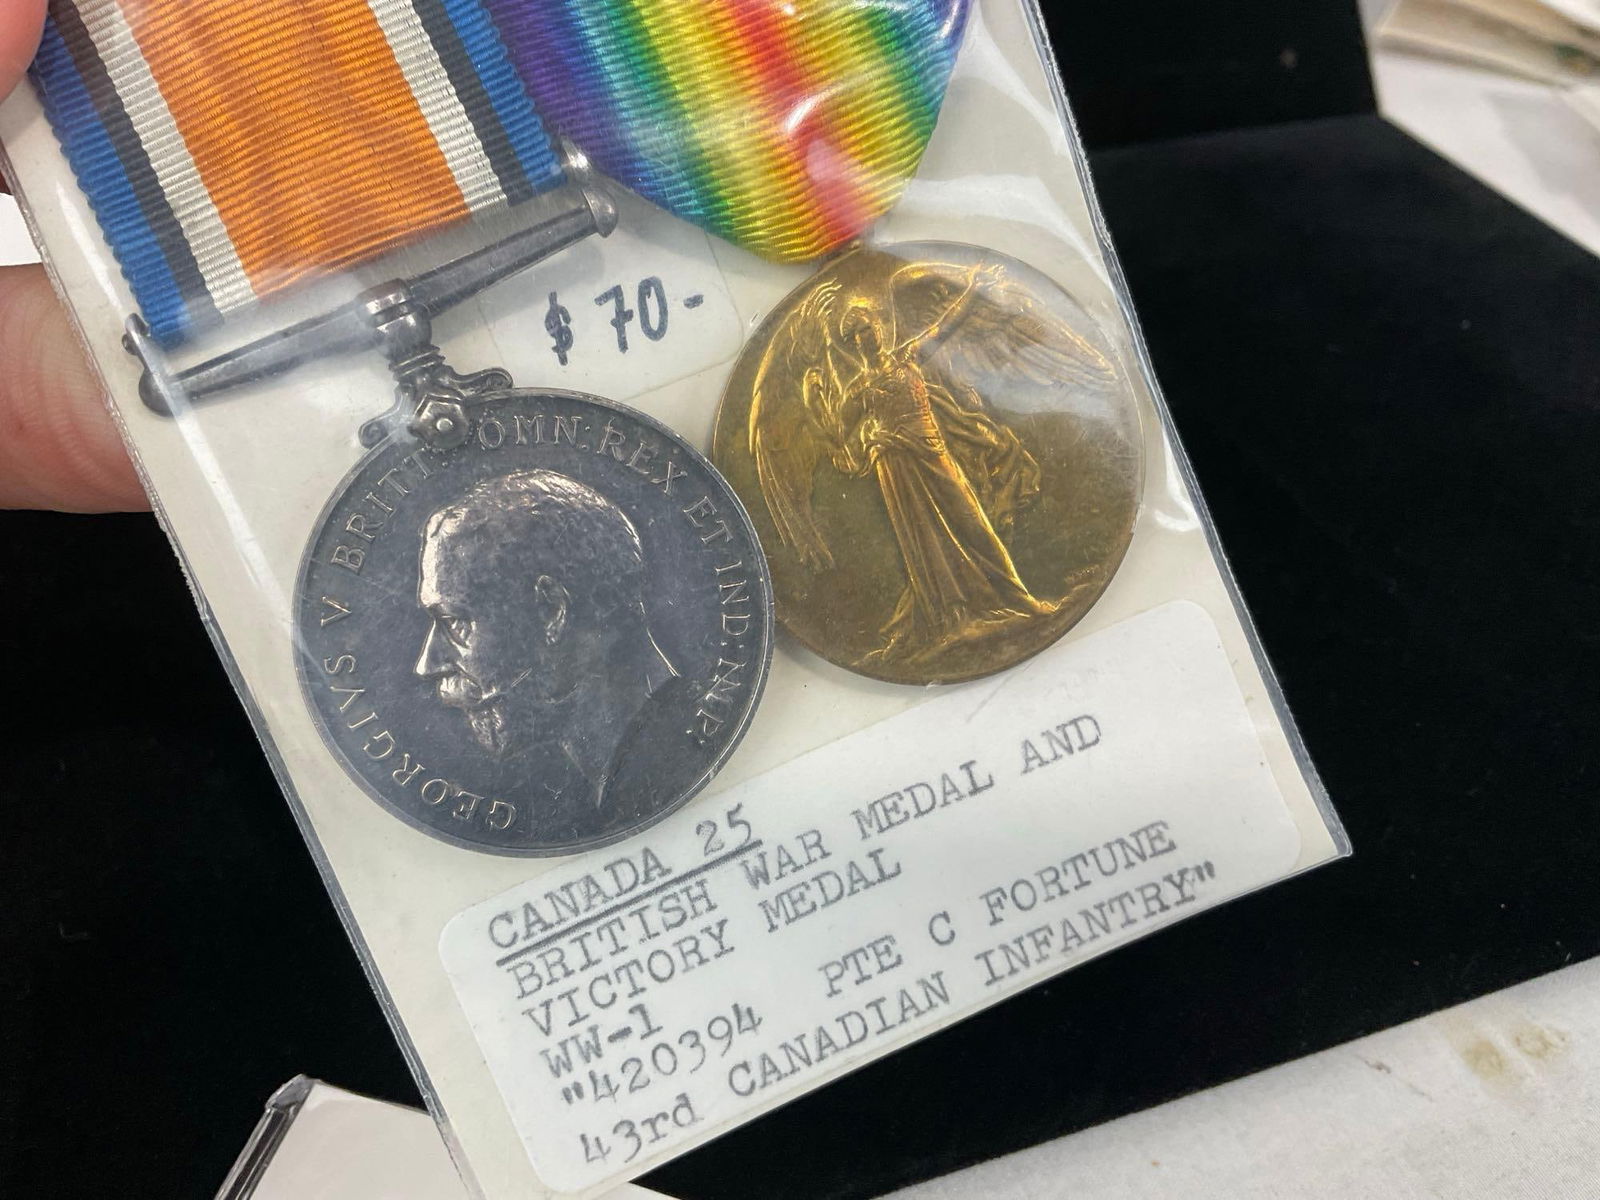 $ 70-
GEORGIVS V BRITT: OMN: REX ET IND: IMP:
CANADA 25
BRITISH WAR MEDAL AND
VICTORY MEDAL
WW-1
"420394 PTE C FORTUNE
43rd CANADIAN INFANTRY"